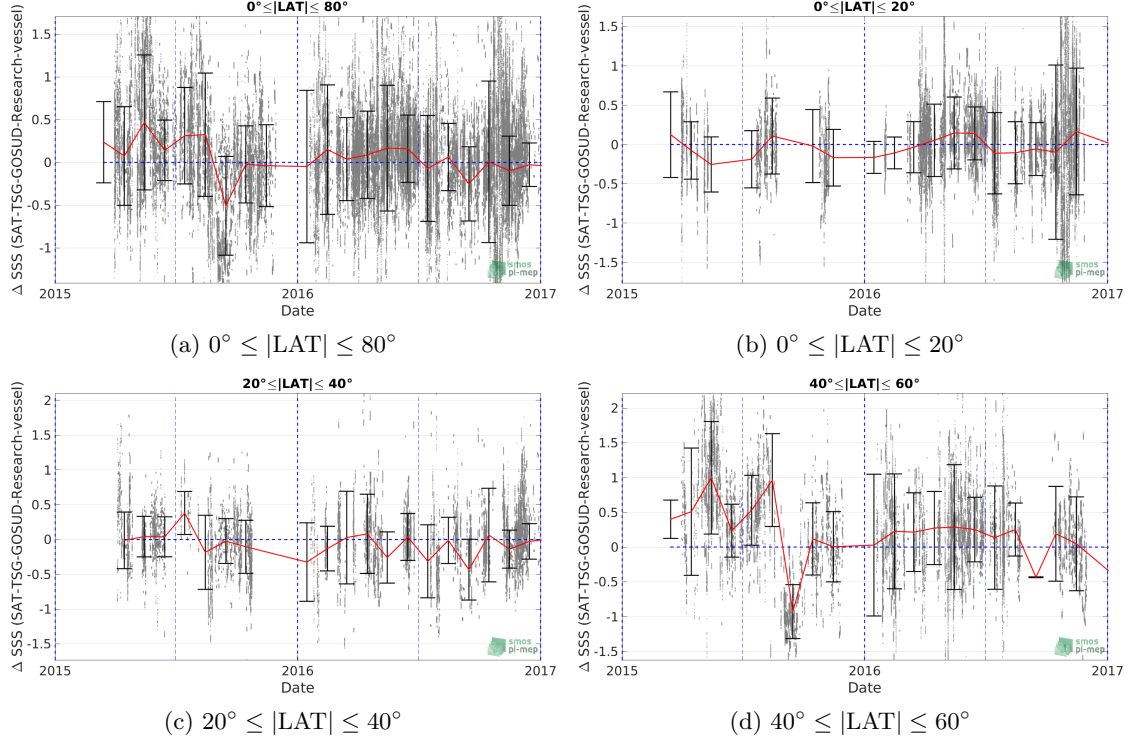 0°≤|LAT|≤ 80°
Δ SSS (SAT-TSG-GOSUD-Research-vessel)
1.5
1
0.5
0
-0.5
-1
smos
pi-mep
2015
2016
2017
Date
(a) 0° ≤ |LAT| ≤ 80°
0°≤|LAT|≤ 20°
Δ SSS (SAT-TSG-GOSUD-Research-vessel)
1.5
1
0.5
0
-0.5
-1
-1.5
smos
pi-mep
2015
2016
2017
Date
(b) 0° ≤ |LAT| ≤ 20°
20°≤|LAT|≤ 40°
Δ SSS (SAT-TSG-GOSUD-Research-vessel)
2
1.5
1
0.5
0
-0.5
-1
-1.5
smos
pi-mep
2015
2016
2017
Date
(c) 20° ≤ |LAT| ≤ 40°
40°≤|LAT|≤ 60°
Δ SSS (SAT-TSG-GOSUD-Research-vessel)
2
1.5
1
0.5
0
-0.5
-1
-1.5
smos
pi-mep
2015
2016
2017
Date
(d) 40° ≤ |LAT| ≤ 60°